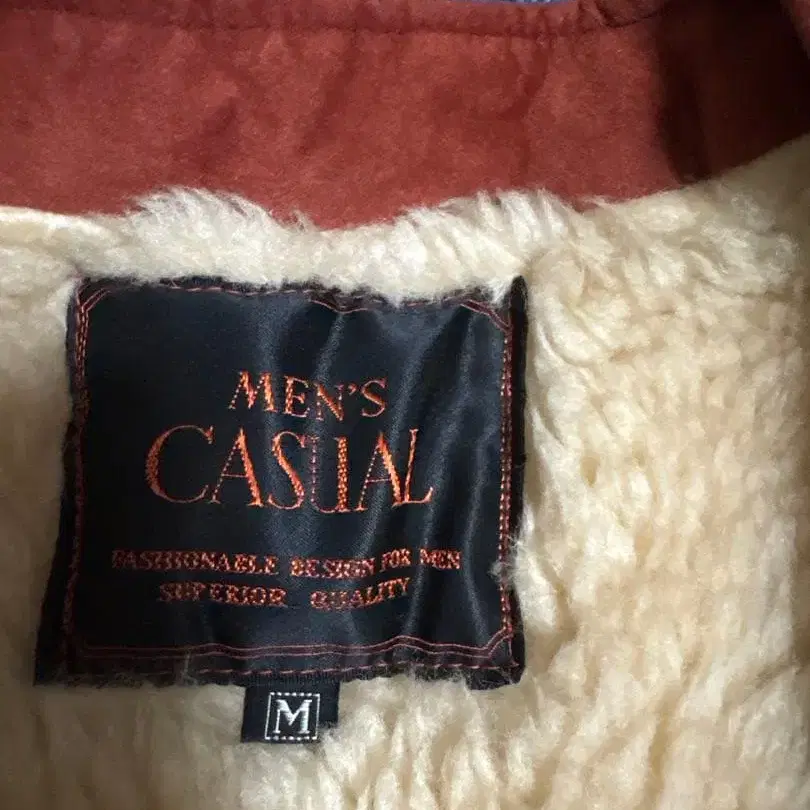 MEN'S
CASUAL
FASHIONABLE DESIGN FOR MEN
SUPERIOR QUALITY
M